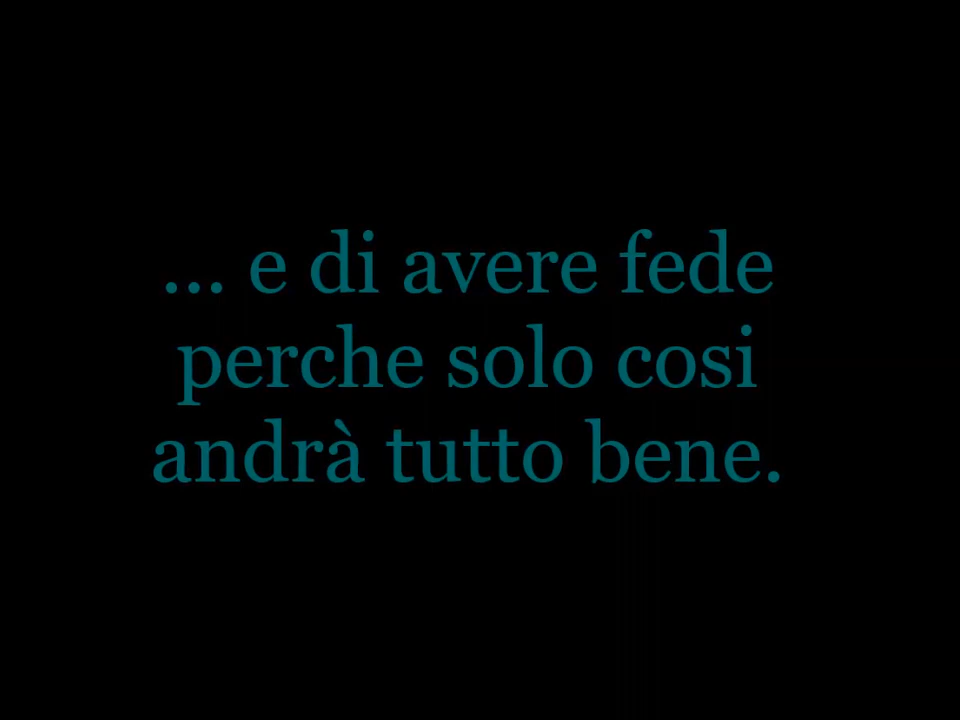 ... e di avere fede
perche solo cosi
andrà tutto bene.